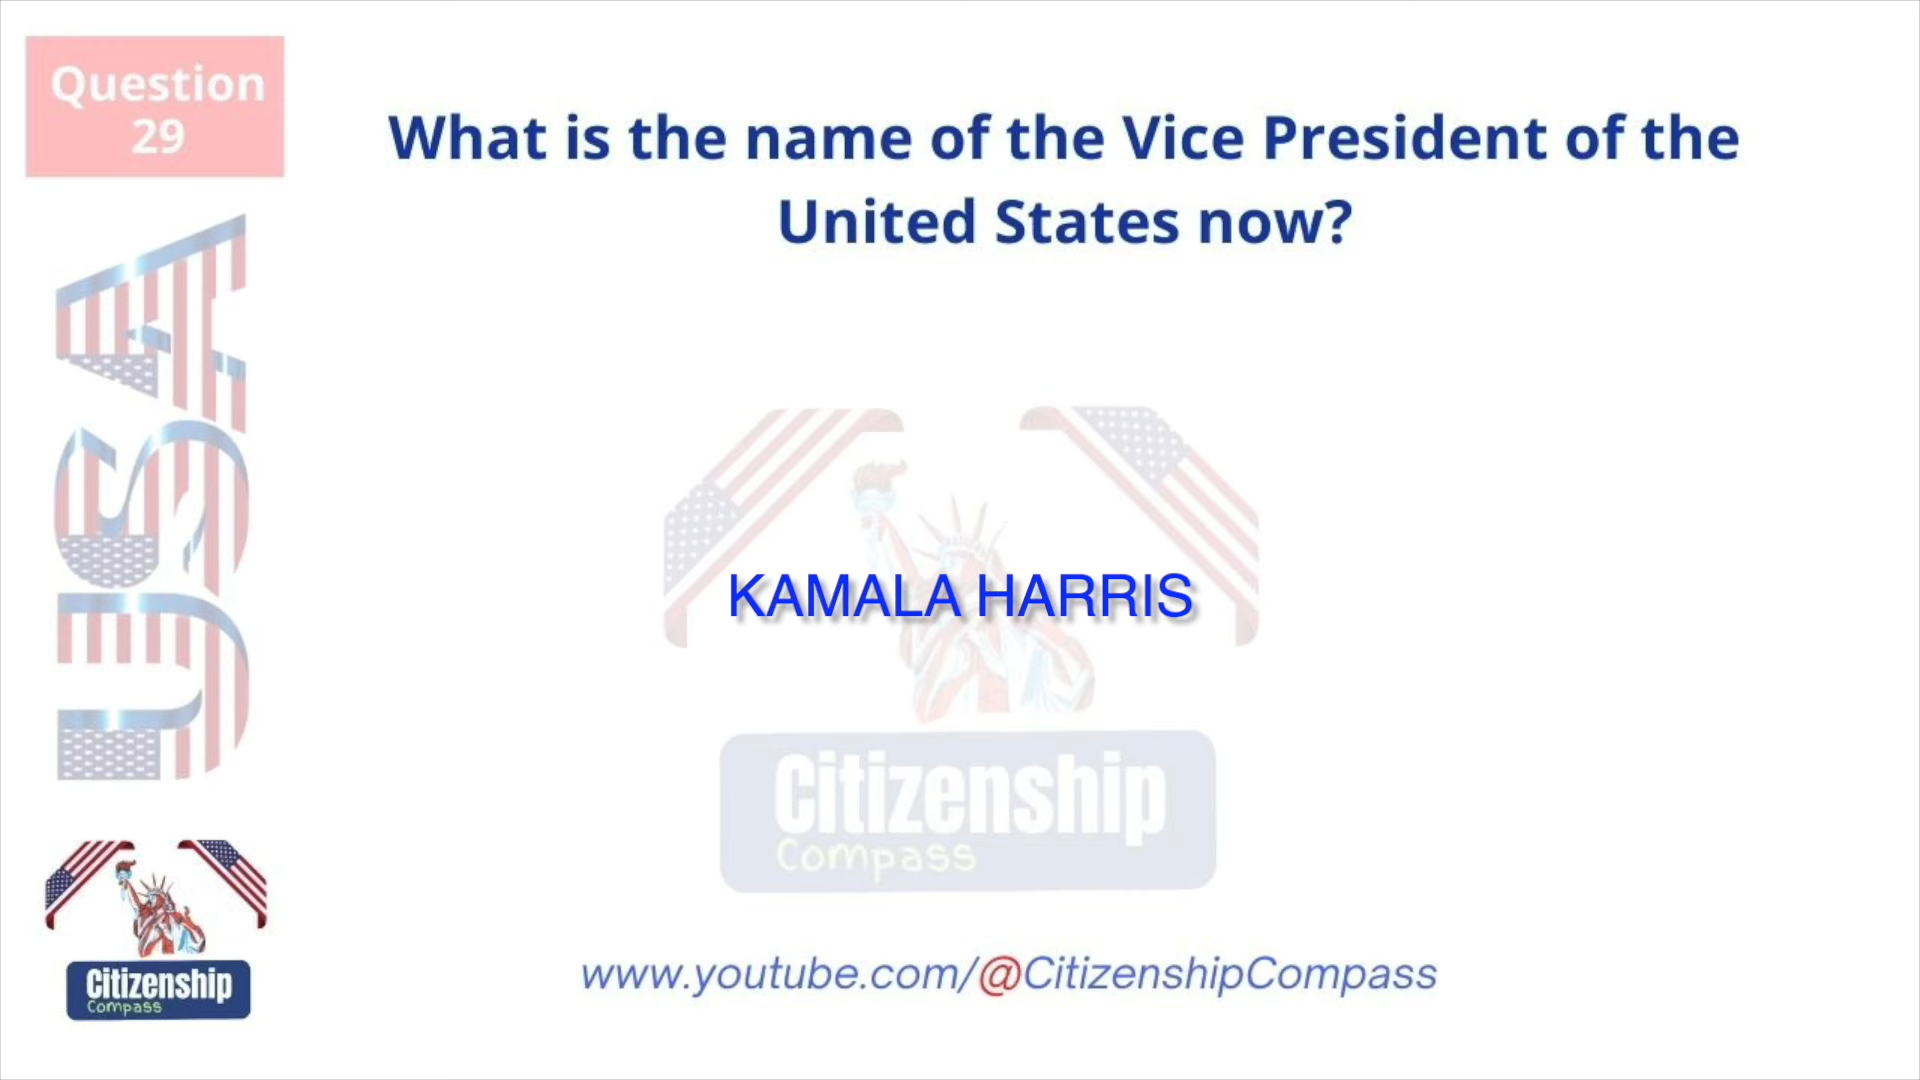 Question
29
What is the name of the Vice President of the
United States now?
USA
KAMALA HARRIS
Citizenship
Compass
Citizenship
Compass
www.youtube.com/@CitizenshipCompass